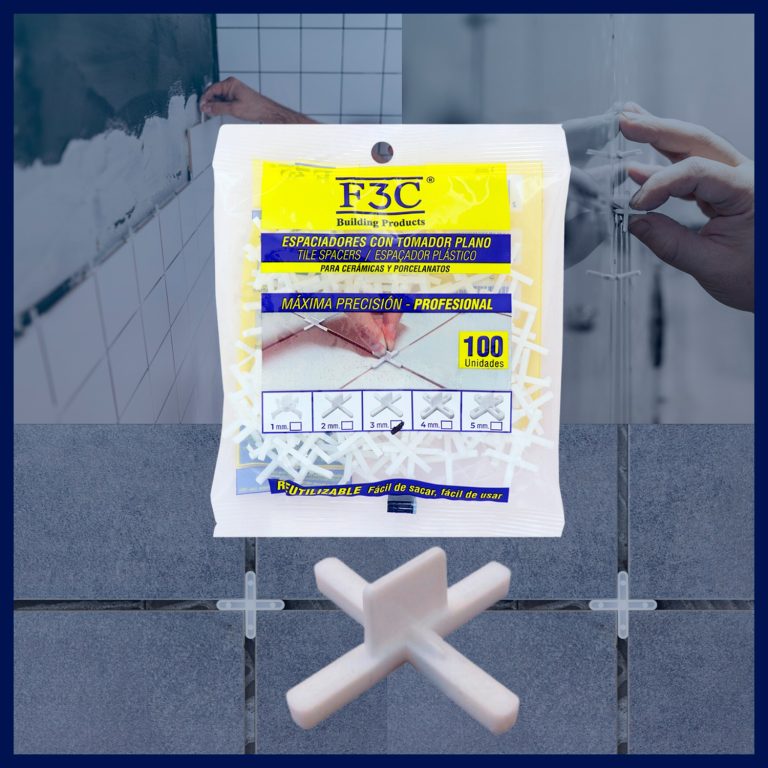 F3C®
Building Products
ESPACIADORES CON TOMADOR PLANO
TILE SPACERS / ESPAÇADOR PLÁSTICO
PARA CERÁMICAS Y PORCELANATOS
MÁXIMA PRECISIÓN - PROFESIONAL
100
Unidades
1 mm. 2 mm. 3 mm. 4 mm. 5 mm.
REUTILIZABLE Fácil de sacar, fácil de usar